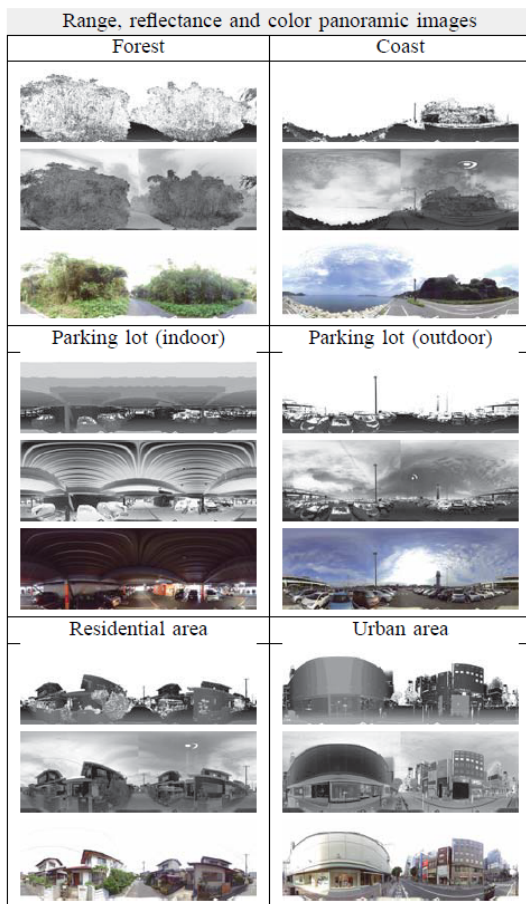 Range, reflectance and color panoramic images
Forest
Coast
Parking lot (indoor)
Parking lot (outdoor)
Residential area
Urban area